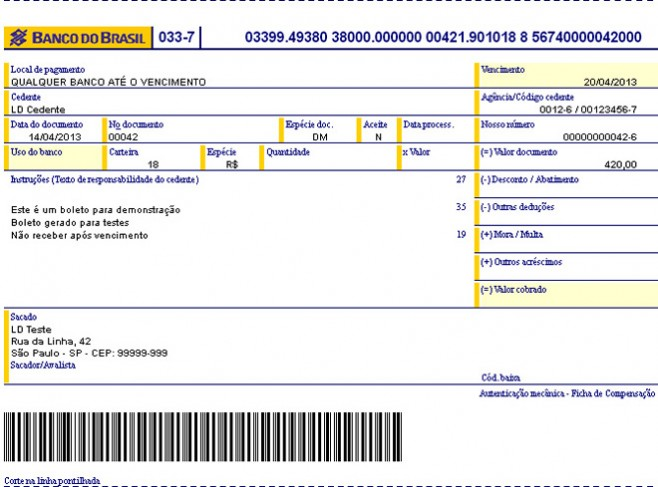 BANCO DO BRASIL 033-7 03399.49380 38000.000000 00421.901018 8 56740000042000
Local de pagamento Vencimento
QUALQUER BANCO ATÉ O VENCIMENTO 20/04/2013
Cedente Agência/Código cedente
LD Cedente 0012-6 / 00123456-7
Data do documento No documento Espécie doc. Aceite Data process. Nosso número
14/04/2013 00042 DM N 00000000042-6
Uso do banco Carteira Espécie Quantidade x Valor (=) Valor documento
18 R$ 420,00
Instruções (Texto de responsabilidade do cedente) 27 (-) Desconto / Abatimento
Este é um boleto para demonstração 35 (-) Outras deduções
Boleto gerado para testes
Não receber após vencimento 19 (+) Mora / Multa
(+) Outros acréscimos
(=) Valor cobrado
Sacado
LD Teste
Rua da Linha, 42
São Paulo - SP - CEP: 99999-999
Sacador/Avalista
Cód. baixa
Autenticação mecânica - Ficha de Compensação
Corte na linha pontilhada